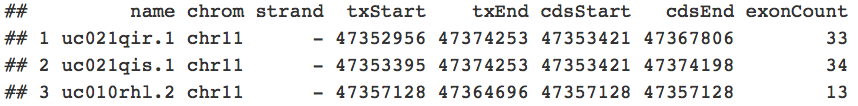 ##         name chrom strand  txStart    txEnd cdsStart   cdsEnd exonCount
## 1 uc021qir.1 chr11      - 47352956 47374253 47353421 47367806        33
## 2 uc021qis.1 chr11      - 47353395 47374253 47353421 47374198        34
## 3 uc010rhl.2 chr11      - 47357128 47364696 47357128 47357128        13